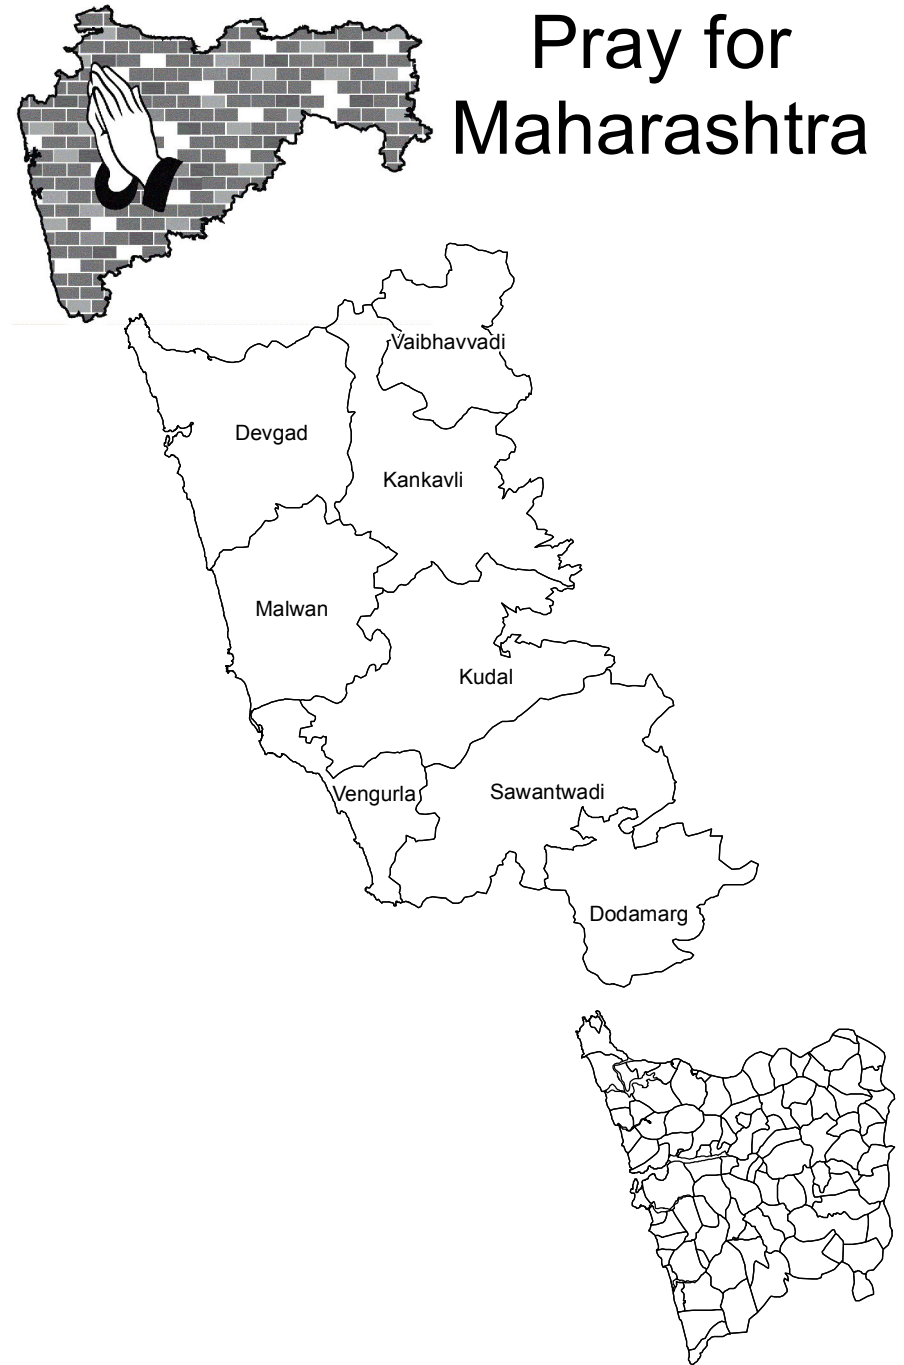 Pray for
Maharashtra
Vaibhavvadi
Devgad
Kankavli
Malwan
Kudal
Vengurla
Sawantwadi
Dodamarg